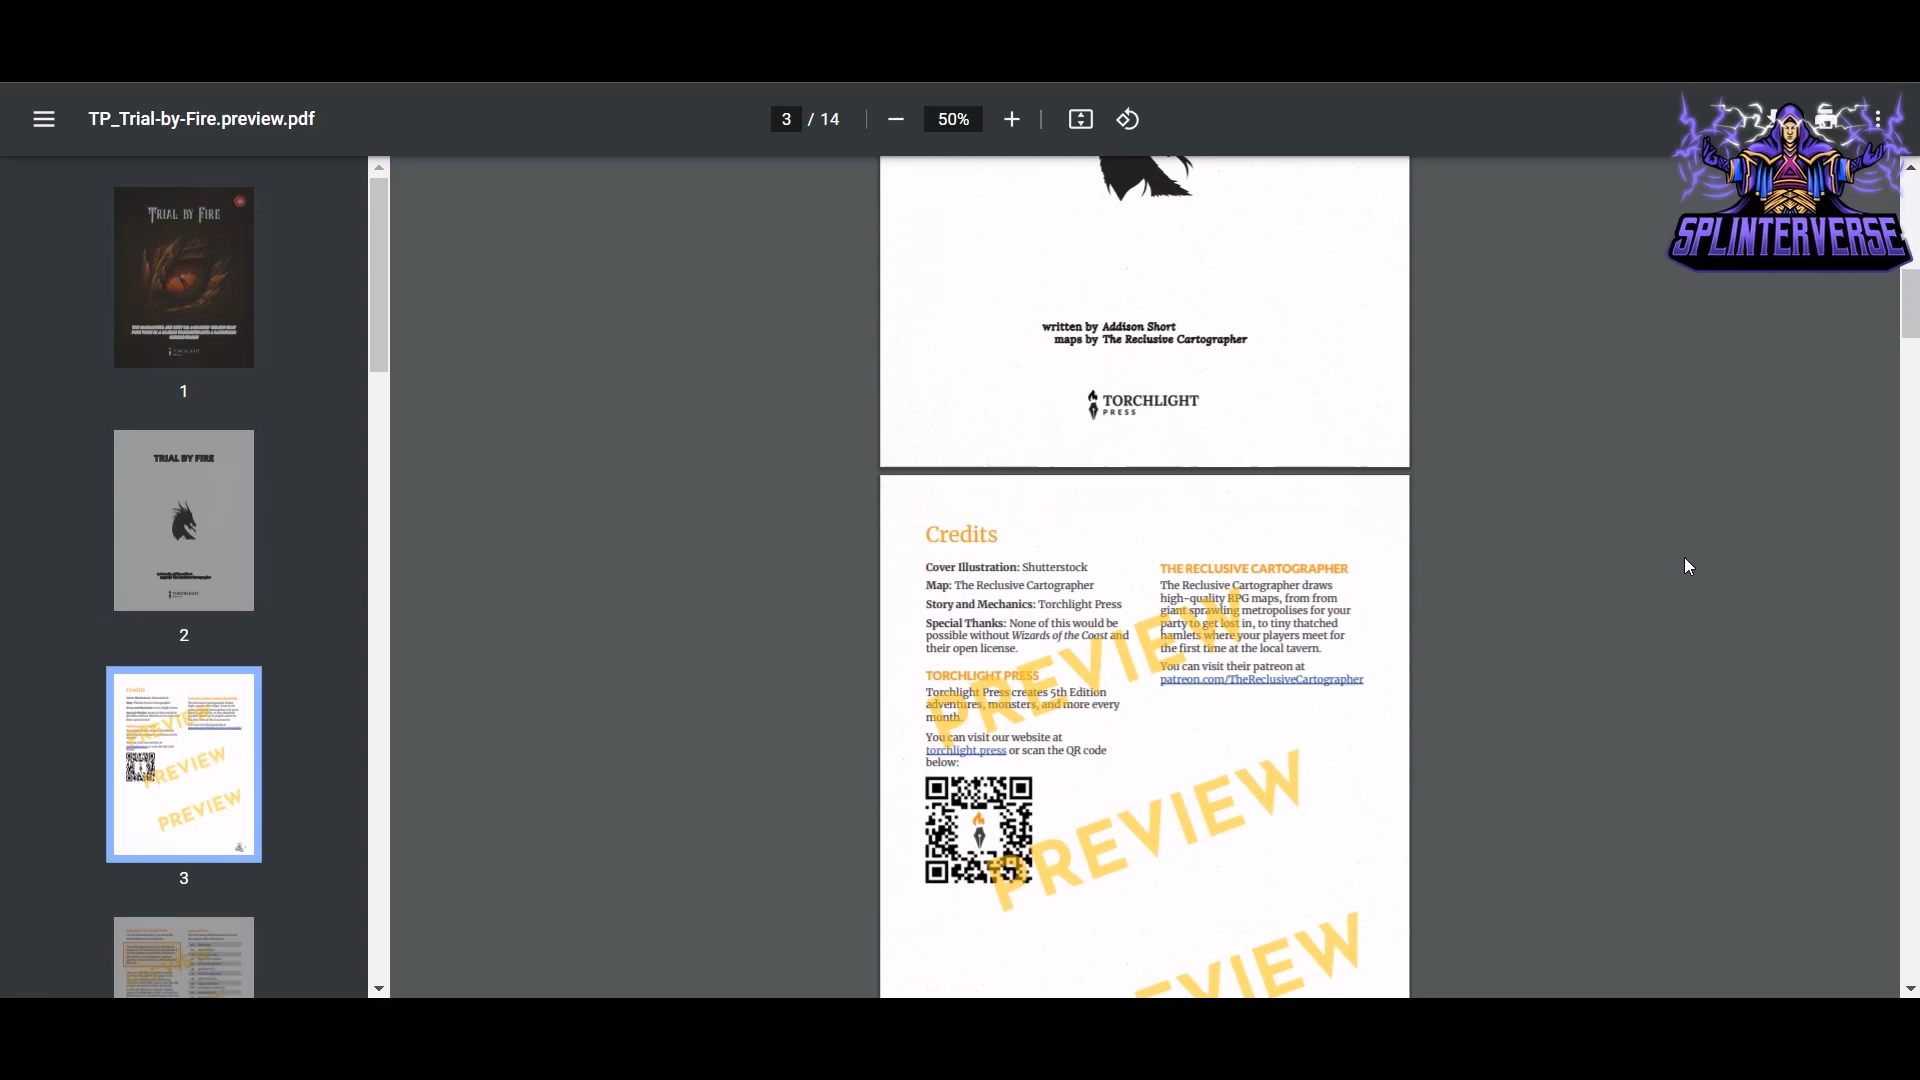 TP_Trial-by-Fire.preview.pdf
3 / 14
50%
SPLINTERVERSE
TRIAL BY FIRE
TORCHLIGHT
1
TRIAL BY FIRE
TORCHLIGHT
2
Credits
PREVIEW
PREVIEW
PREVIEW
3
written by Addison Short
maps by The Reclusive Cartographer
TORCHLIGHT
PRESS
Credits
Cover Illustration: Shutterstock
Map: The Reclusive Cartographer
Story and Mechanics: Torchlight Press
Special Thanks: None of this would be
possible without Wizards of the Coast and
their open license.
TORCHLIGHT PRESS
Torchlight Press creates 5th Edition
adventures, monsters, and more every
month.
You can visit our website at
torchlight.press or scan the QR code
below:
THE RECLUSIVE CARTOGRAPHER
The Reclusive Cartographer draws
high-quality RPG maps, from from
giant sprawling metropolises for your
party to get lost in, to tiny thatched
hamlets where your players meet for
the first time at the local tavern.
You can visit their patreon at
patreon.com/TheReclusiveCartographer
PREVIEW
PREVIEW
PREVIEW